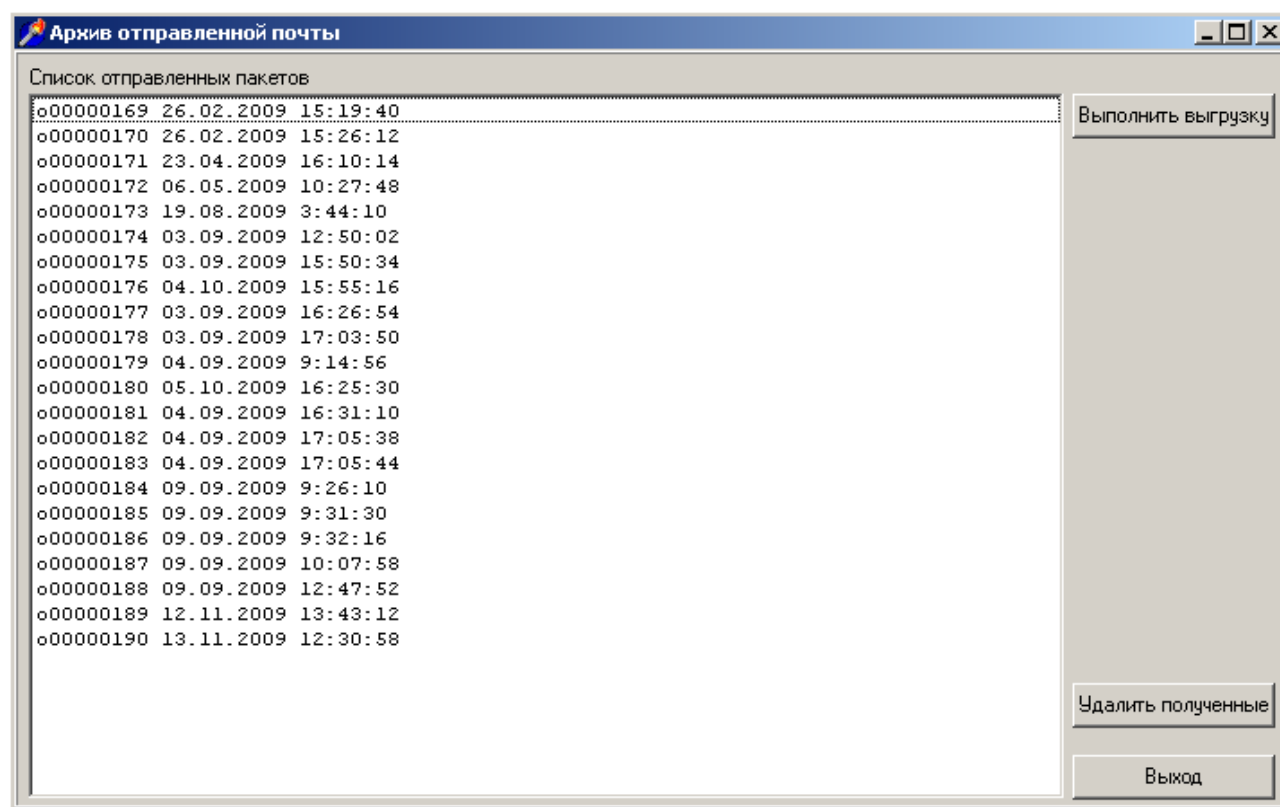 Архив отправленной почты
Список отправленных пакетов
o00000169 26.02.2009 15:19:40
o00000170 26.02.2009 15:26:12
o00000171 23.04.2009 16:10:14
o00000172 06.05.2009 10:27:48
o00000173 19.08.2009 3:44:10
o00000174 03.09.2009 12:50:02
o00000175 03.09.2009 15:50:34
o00000176 04.10.2009 15:55:16
o00000177 03.09.2009 16:26:54
o00000178 03.09.2009 17:03:50
o00000179 04.09.2009 9:14:56
o00000180 05.10.2009 16:25:30
o00000181 04.09.2009 16:31:10
o00000182 04.09.2009 17:05:38
o00000183 04.09.2009 17:05:44
o00000184 09.09.2009 9:26:10
o00000185 09.09.2009 9:31:30
o00000186 09.09.2009 9:32:16
o00000187 09.09.2009 10:07:58
o00000188 09.09.2009 12:47:52
o00000189 12.11.2009 13:43:12
o00000190 13.11.2009 12:30:58
Выполнить выгрузку
Удалить полученные
Выход